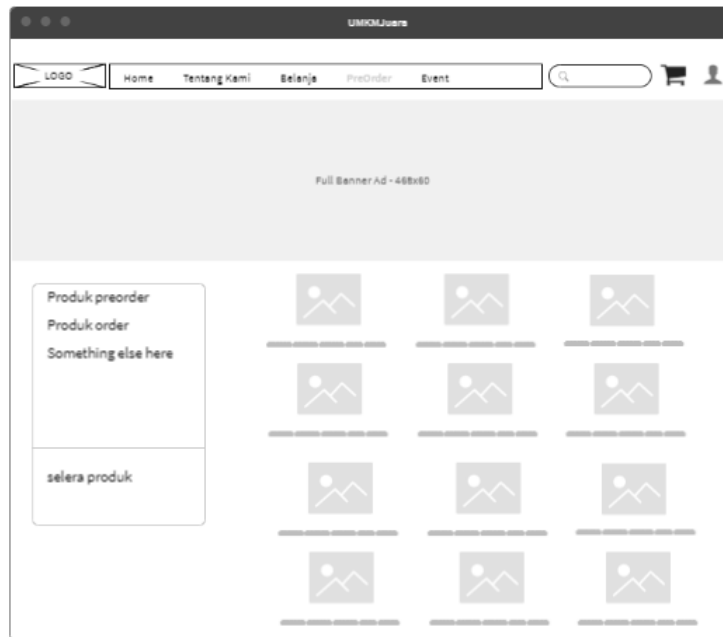 UMKMJuara
LOGO Home Tentang Kami Belanja PreOrder Event
Full Banner Ad - 468x60
Produk preorder
Produk order
Something else here
selera produk